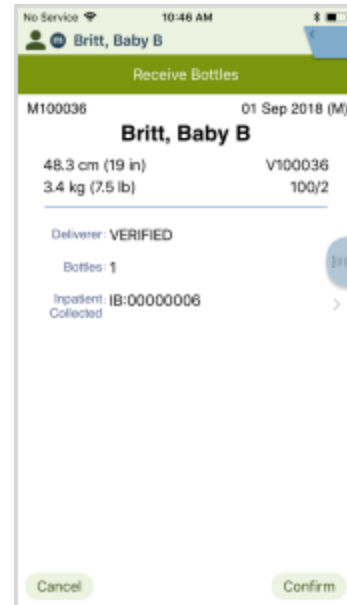 No Service 10:46 AM
Britt, Baby B
Receive Bottles
M100036 01 Sep 2018 (M)
Britt, Baby B
48.3 cm (19 in) V100036
3.4 kg (7.5 lb) 100/2
Deliverer: VERIFIED
Bottles: 1
Inpatient: IB:00000006
Collected
Cancel Confirm